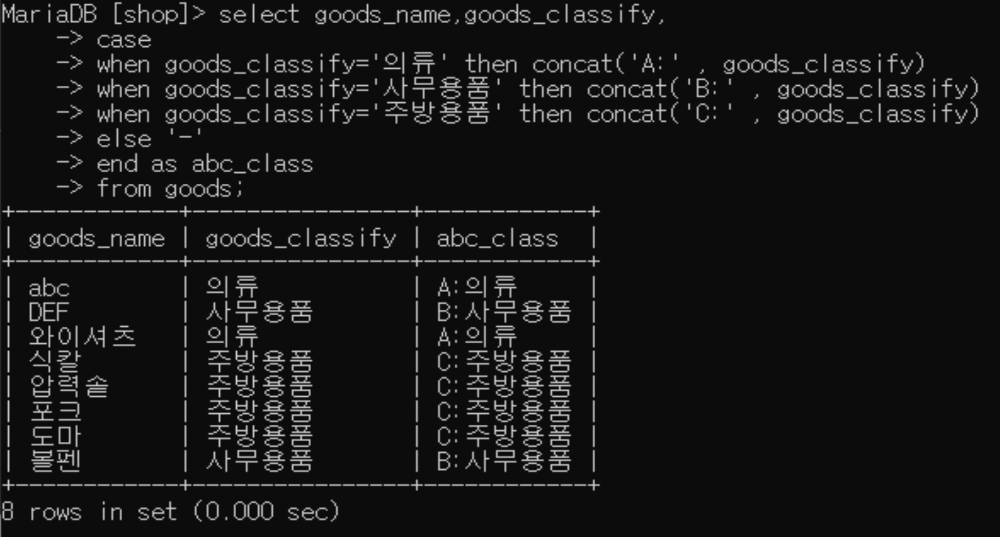 MariaDB [shop]> select goods_name,goods_classify,
    -> case
    -> when goods_classify='의류' then concat('A:' , goods_classify)
    -> when goods_classify='사무용품' then concat('B:' , goods_classify)
    -> when goods_classify='주방용품' then concat('C:' , goods_classify)
    -> else '-'
    -> end as abc_class
    -> from goods;
+------------+----------------+------------+
| goods_name | goods_classify | abc_class  |
+------------+----------------+------------+
| abc        | 의류           | A:의류     |
| DEF        | 사무용품       | B:사무용품 |
| 와이셔츠   | 의류           | A:의류     |
| 식칼       | 주방용품       | C:주방용품 |
| 압력솥     | 주방용품       | C:주방용품 |
| 포크       | 주방용품       | C:주방용품 |
| 도마       | 주방용품       | C:주방용품 |
| 볼펜       | 사무용품       | B:사무용품 |
+------------+----------------+------------+
8 rows in set (0.000 sec)